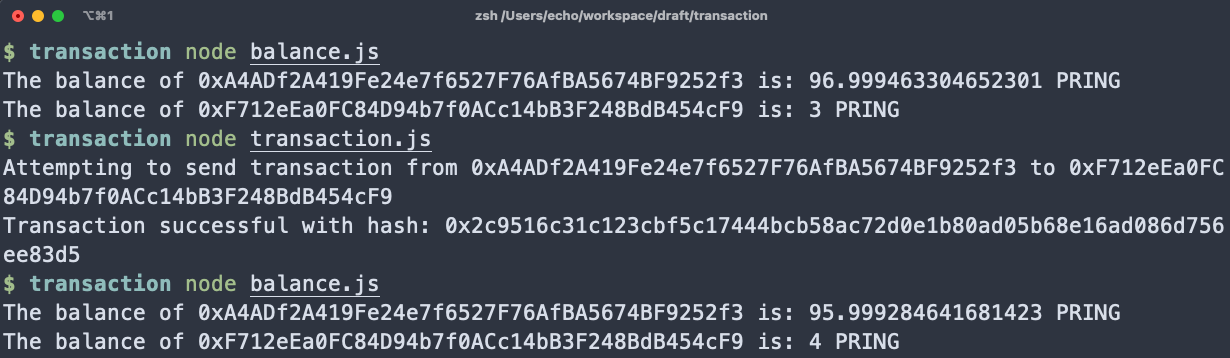 ⌥⌘1
zsh /Users/echo/workspace/draft/transaction
$ transaction node balance.js
The balance of 0xA4ADf2A419Fe24e7f6527F76AfBA5674BF9252f3 is: 96.999463304652301 PRING
The balance of 0xF712eEa0FC84D94b7f0ACc14bB3F248BdB454cF9 is: 3 PRING
$ transaction node transaction.js
Attempting to send transaction from 0xA4ADf2A419Fe24e7f6527F76AfBA5674BF9252f3 to 0xF712eEa0FC
84D94b7f0ACc14bB3F248BdB454cF9
Transaction successful with hash: 0x2c9516c31c123cbf5c17444bcb58ac72d0e1b80ad05b68e16ad086d756
ee83d5
$ transaction node balance.js
The balance of 0xA4ADf2A419Fe24e7f6527F76AfBA5674BF9252f3 is: 95.999284641681423 PRING
The balance of 0xF712eEa0FC84D94b7f0ACc14bB3F248BdB454cF9 is: 4 PRING